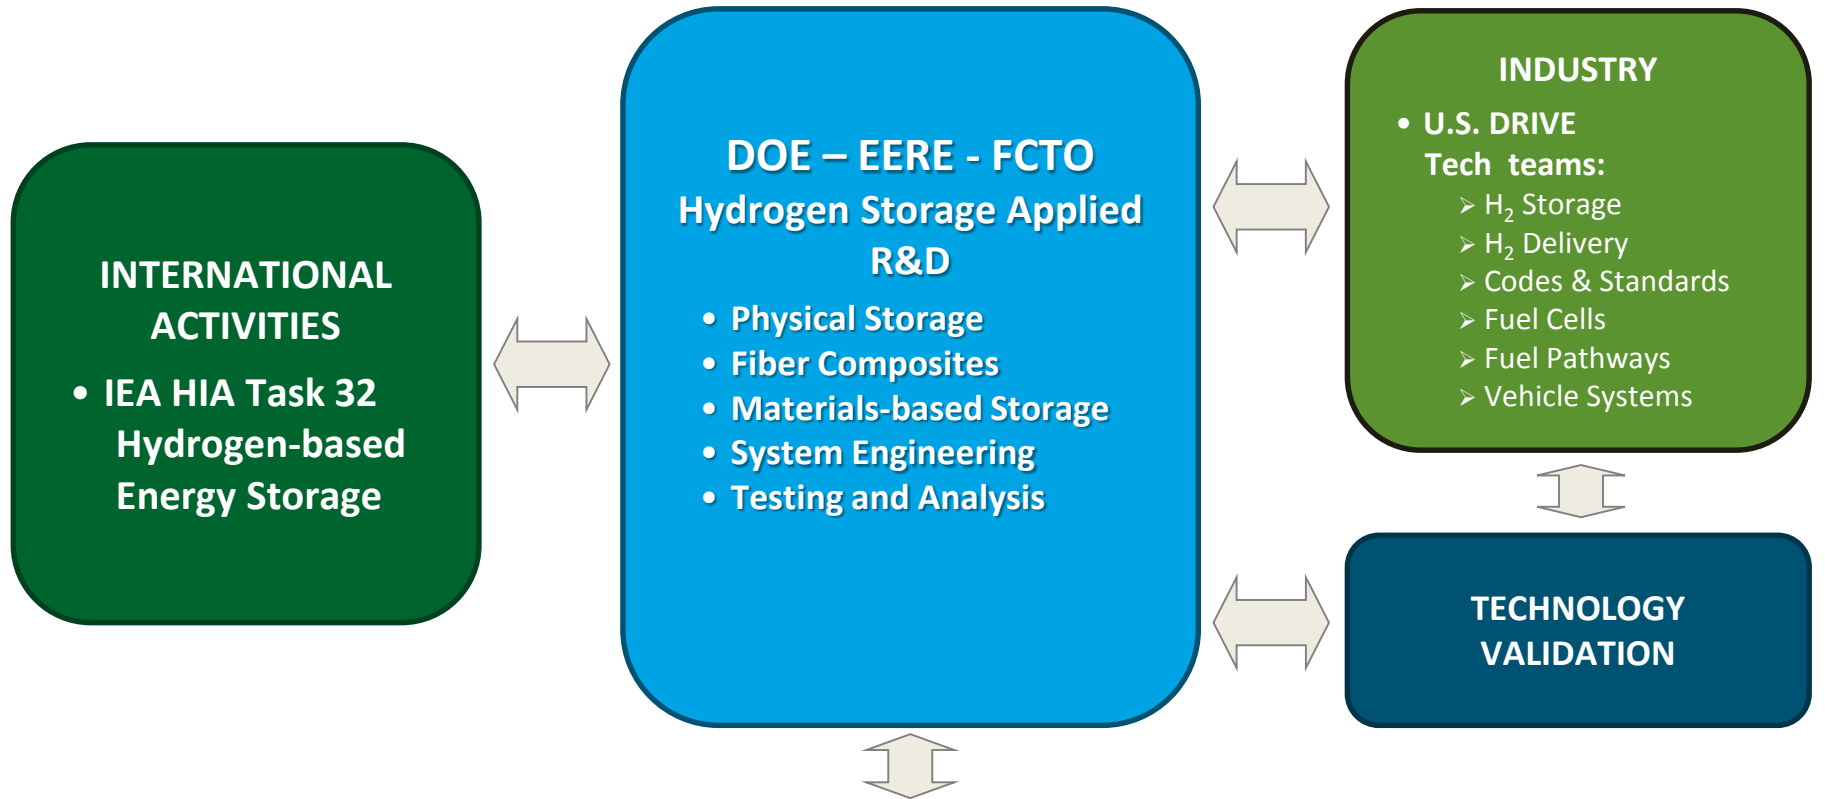 INTERNATIONAL
ACTIVITIES
• IEA HIA Task 32
Hydrogen-based
Energy Storage
DOE – EERE - FCTO
Hydrogen Storage Applied
R&D
• Physical Storage
• Fiber Composites
• Materials-based Storage
• System Engineering
• Testing and Analysis
INDUSTRY
• U.S. DRIVE
Tech teams:
➢ H₂ Storage
➢ H₂ Delivery
➢ Codes & Standards
➢ Fuel Cells
➢ Fuel Pathways
➢ Vehicle Systems
TECHNOLOGY
VALIDATION